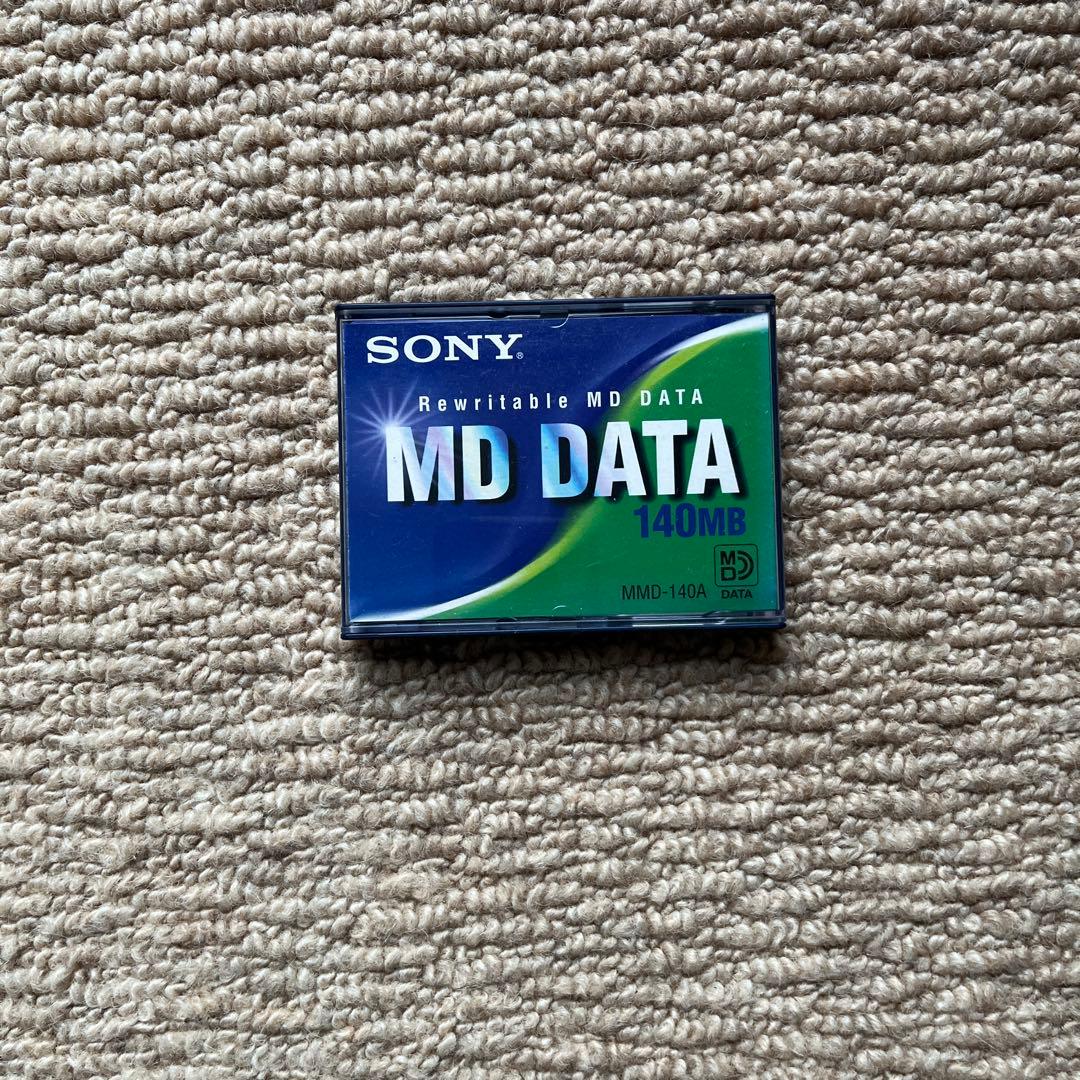 SONY®
Rewritable MD DATA
MD DATA
140MB
MMD-140A
MD
DATA